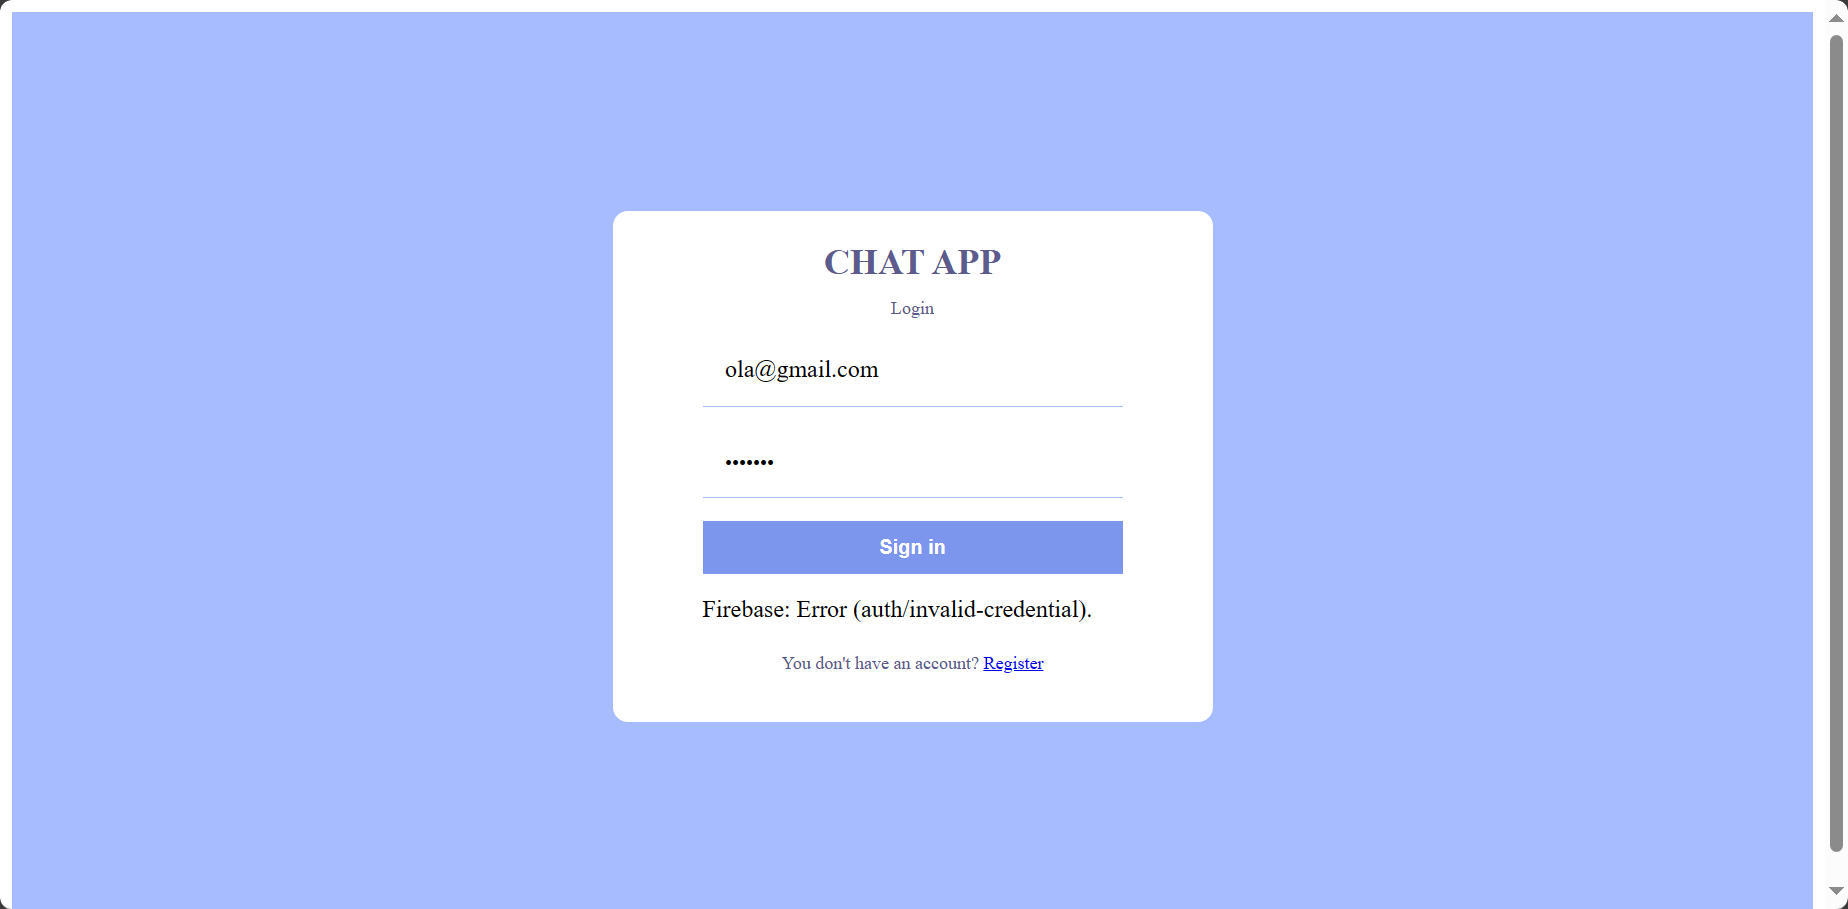 CHAT APP
Login
ola@gmail.com
•••••••
Sign in
Firebase: Error (auth/invalid-credential).
You don't have an account? Register